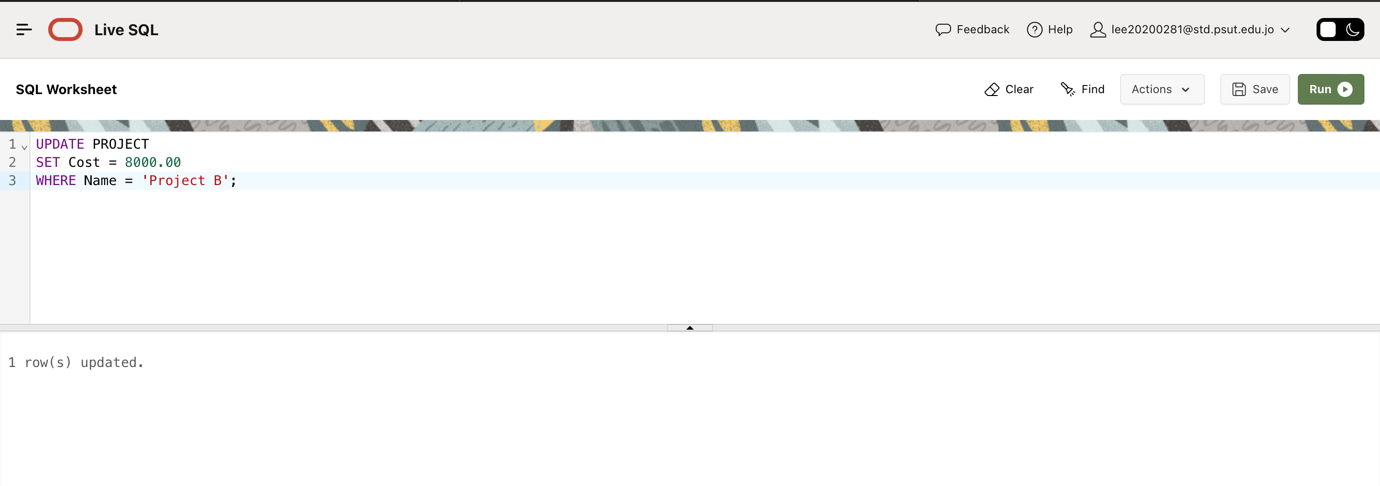 Live SQL
Feedback
Help
lee20200281@std.psut.edu.jo
SQL Worksheet
Clear
Find
Actions
Save
Run
1 UPDATE PROJECT
2 SET Cost = 8000.00
3 WHERE Name = 'Project B';
1 row(s) updated.